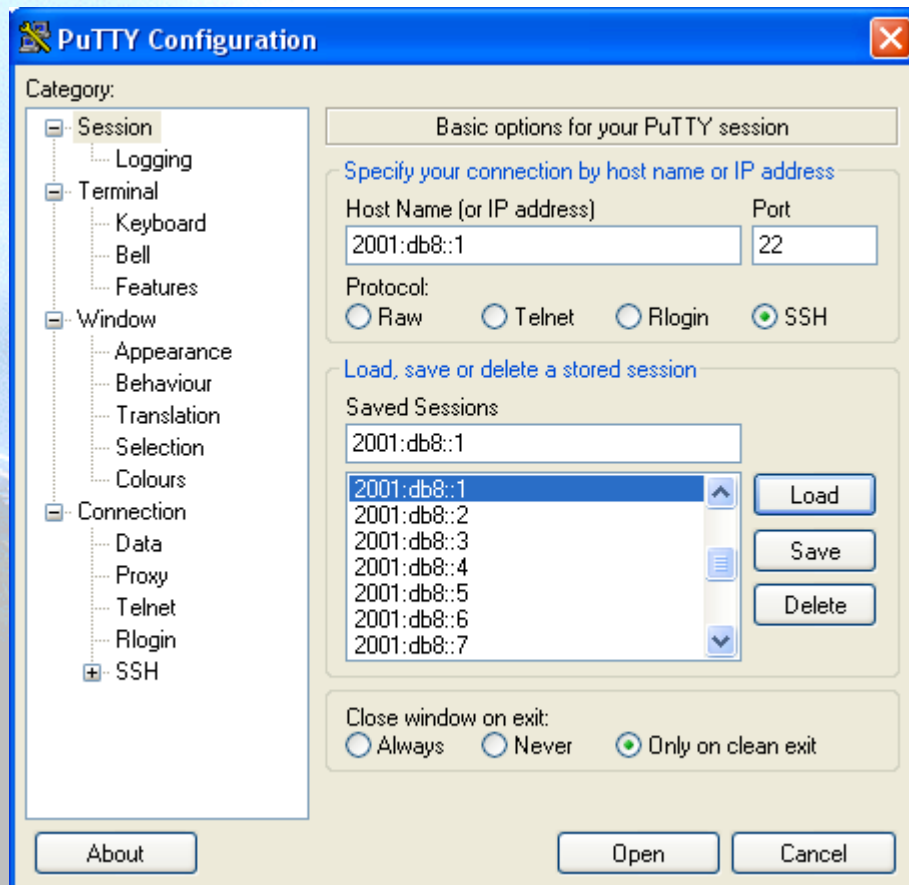 PuTTY Configuration
Category:
Session
Logging
Terminal
Keyboard
Bell
Features
Window
Appearance
Behaviour
Translation
Selection
Colours
Connection
Data
Proxy
Telnet
Rlogin
SSH
Basic options for your PuTTY session
Specify your connection by host name or IP address
Host Name (or IP address) Port
2001:db8::1 22
Protocol:
Raw Telnet Rlogin SSH
Load, save or delete a stored session
Saved Sessions
2001:db8::1
2001:db8::1
2001:db8::2
2001:db8::3
2001:db8::4
2001:db8::5
2001:db8::6
2001:db8::7
Load
Save
Delete
Close window on exit:
Always Never Only on clean exit
About Open Cancel